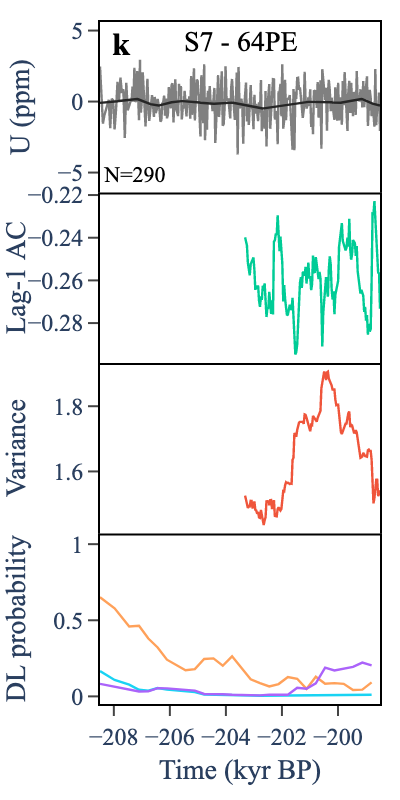 k
S7 - 64PE
5
0
−5
U (ppm)
N=290
−0.22
−0.24
−0.26
−0.28
Lag-1 AC
1.8
1.6
Variance
1
0.5
0
DL probability
−208 −206 −204 −202 −200
Time (kyr BP)